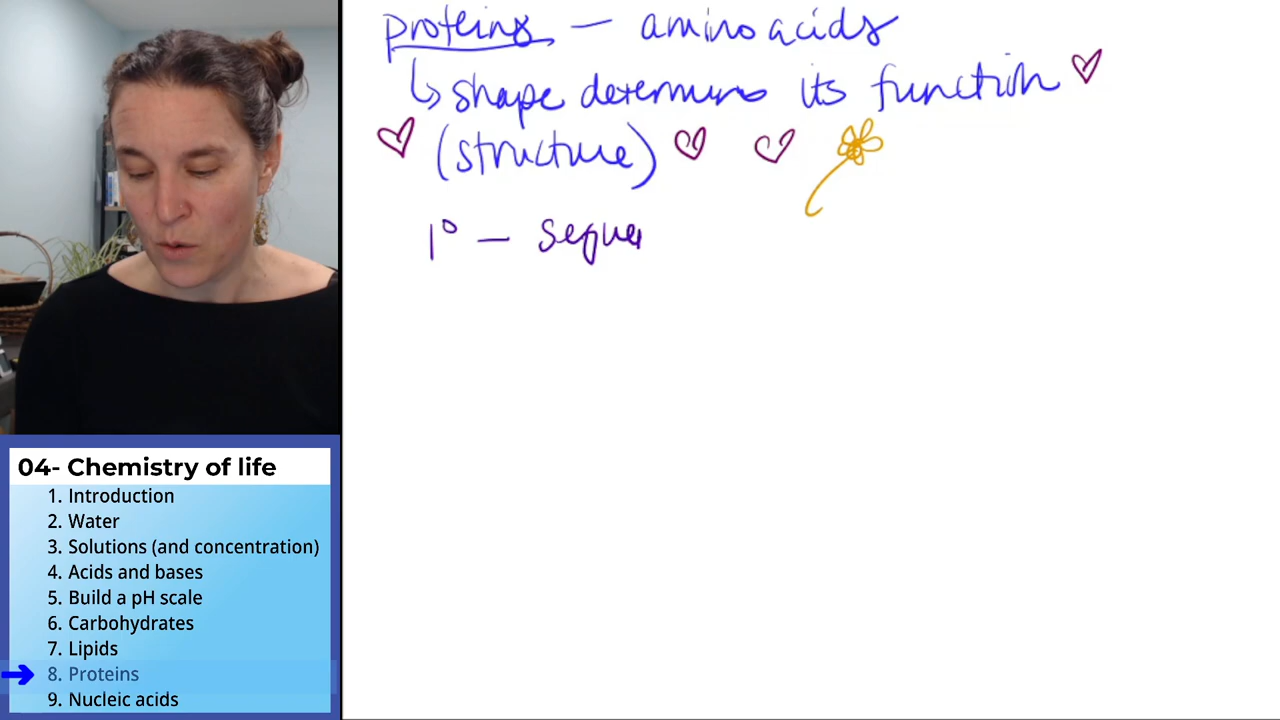 proteins — amino acids
↳ shape determines its function
(structure)
1° — seque
04- Chemistry of life
1. Introduction
2. Water
3. Solutions (and concentration)
4. Acids and bases
5. Build a pH scale
6. Carbohydrates
7. Lipids
8. Proteins
9. Nucleic acids